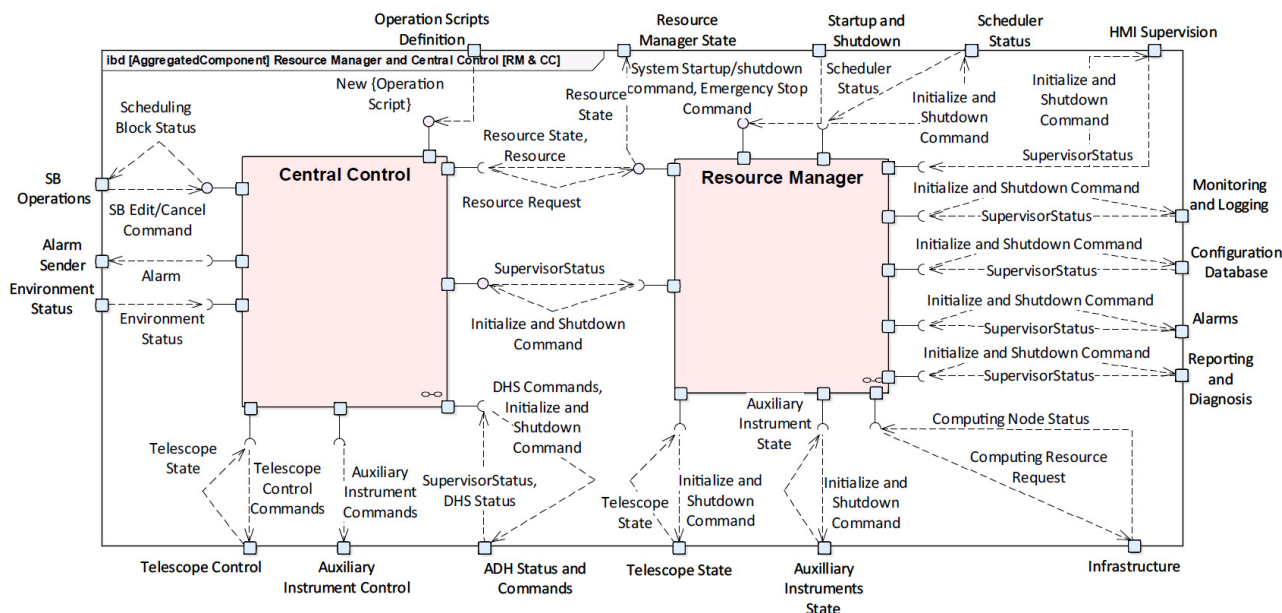 Operation Scripts
Definition
Resource
Manager State
Startup and
Shutdown
Scheduler
Status
HMI Supervision
ibd [AggregatedComponent] Resource Manager and Central Control [RM & CC]
New {Operation
Script}
Resource
State
System Startup/shutdown
command, Emergency Stop
Command
Scheduler
Status
Initialize and
Shutdown
Command
Initialize and
Shutdown
Command
SupervisorStatus
Scheduling
Block Status
SB
Operations
SB Edit/Cancel
Command
Alarm
Sender
Alarm
Environment
Status
Environment
Status
Central Control
Resource State,
Resource
Resource Request
SupervisorStatus
Initialize and Shutdown
Command
Resource Manager
Initialize and Shutdown Command
SupervisorStatus
Monitoring
and Logging
Initialize and Shutdown Command
SupervisorStatus
Configuration
Database
Initialize and Shutdown Command
SupervisorStatus
Alarms
Initialize and Shutdown Command
SupervisorStatus
Reporting
and
Diagnosis
Telescope
State
Telescope
Control
Commands
Auxiliary
Instrument
Commands
DHS Commands,
Initialize and
Shutdown
Command
SupervisorStatus,
DHS Status
Telescope
State
Initialize and
Shutdown
Command
Auxiliary
Instrument
State
Initialize and
Shutdown
Command
Computing Node Status
Computing Resource
Request
Telescope Control
Auxiliary
Instrument Control
ADH Status and
Commands
Telescope State
Auxilliary
Instruments
State
Infrastructure